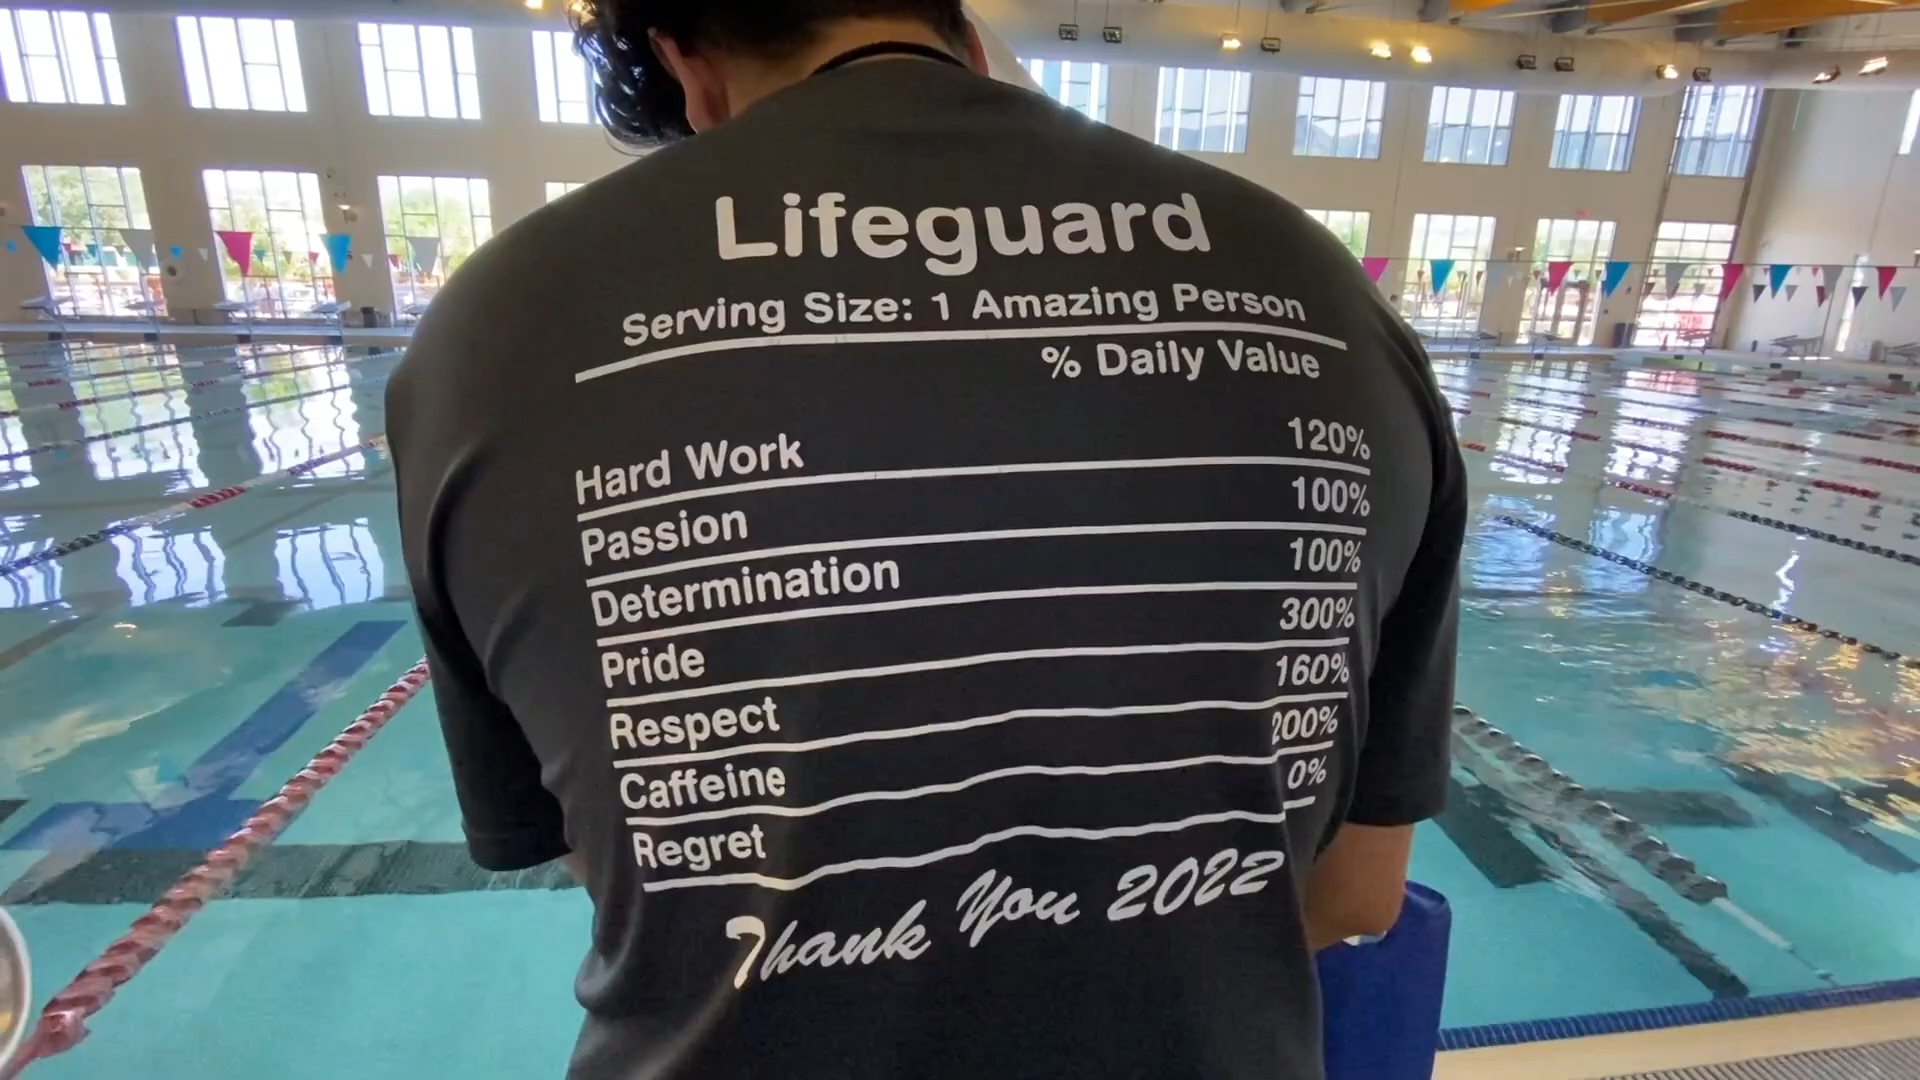 Lifeguard
Serving Size: 1 Amazing Person
% Daily Value
Hard Work 120%
Passion 100%
Determination 100%
Pride 300%
Respect 160%
Caffeine 200%
Regret 0%
Thank You 2022